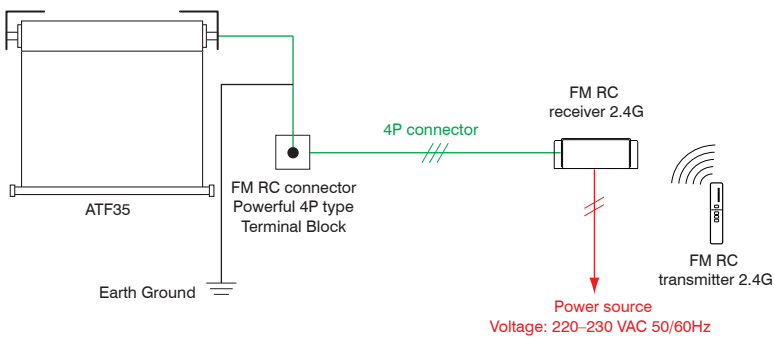 ATF35
FM RC connector
Powerful 4P type
Terminal Block
Earth Ground
4P connector
FM RC
receiver 2.4G
FM RC
transmitter 2.4G
Power source
Voltage: 220–230 VAC 50/60Hz